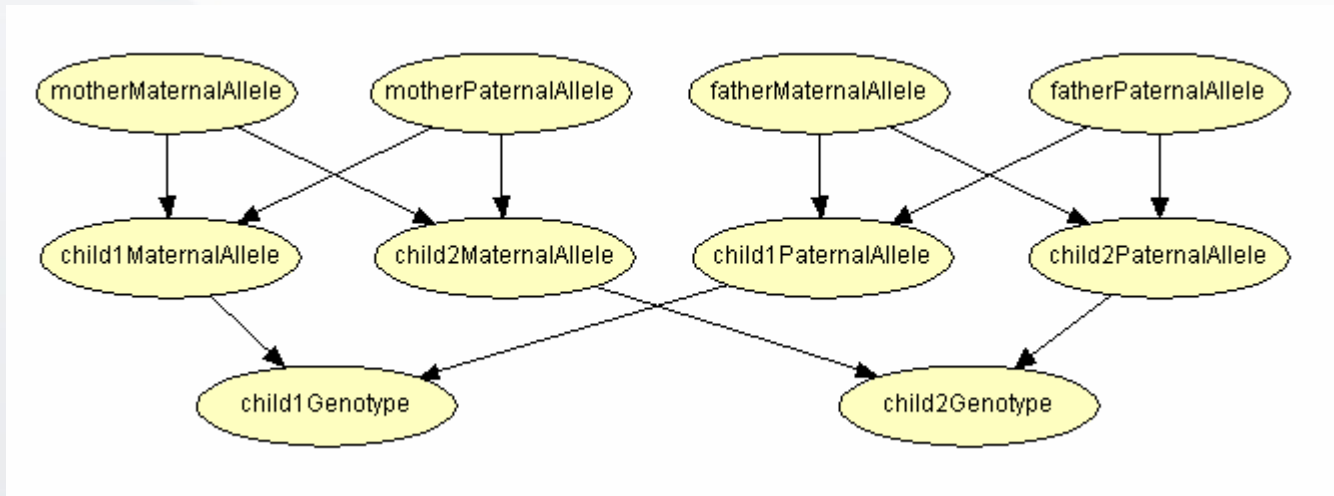 motherMaternalAllele
motherPaternalAllele
fatherMaternalAllele
fatherPaternalAllele
child1MaternalAllele
child2MaternalAllele
child1PaternalAllele
child2PaternalAllele
child1Genotype
child2Genotype